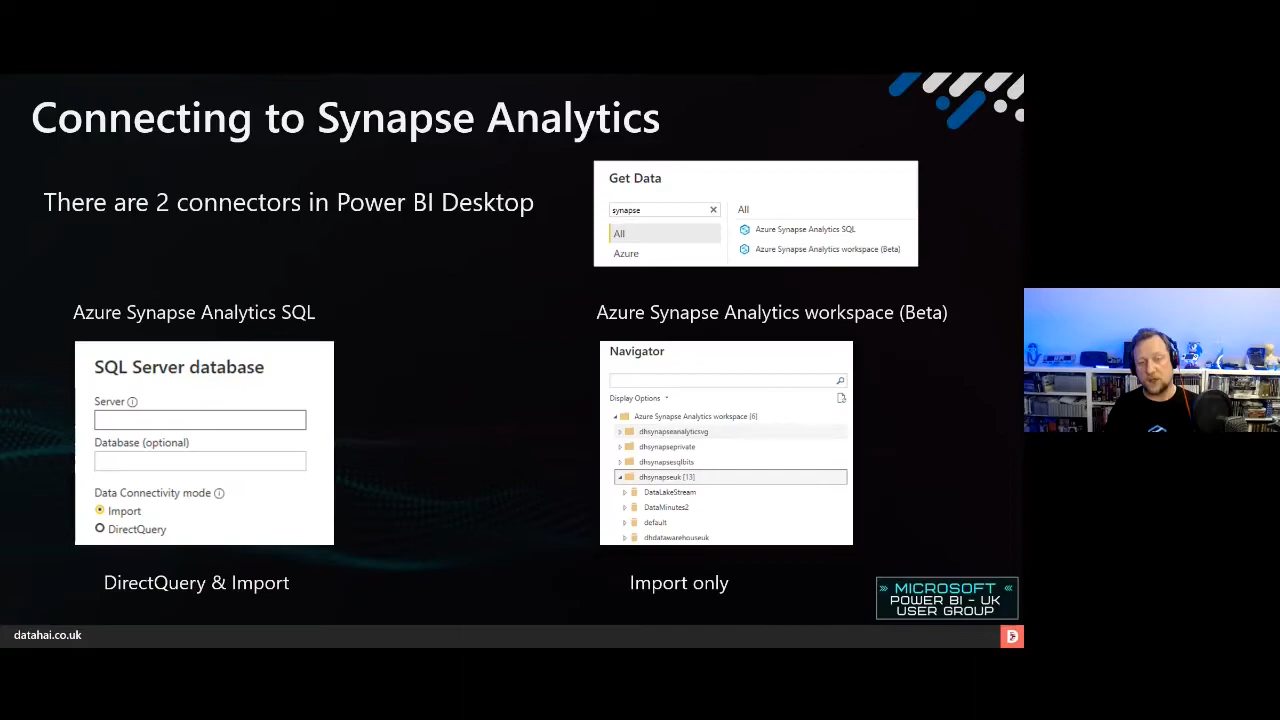 Connecting to Synapse Analytics
There are 2 connectors in Power BI Desktop
Get Data
synapse
All
Azure
All
Azure Synapse Analytics SQL
Azure Synapse Analytics workspace (Beta)
Azure Synapse Analytics SQL
SQL Server database
Server
Database (optional)
Data Connectivity mode
Import
DirectQuery
DirectQuery & Import
Azure Synapse Analytics workspace (Beta)
Navigator
Display Options
Azure Synapse Analytics workspace [6]
dhsynapseanalyticsvg
dhsynapseprivate
dhsynapsesqlbits
dhsynapseuk [13]
DataLakeStream
DataMinutes2
default
dhdatawarehouseuk
Import only
MICROSOFT
POWER BI - UK
USER GROUP
datahai.co.uk